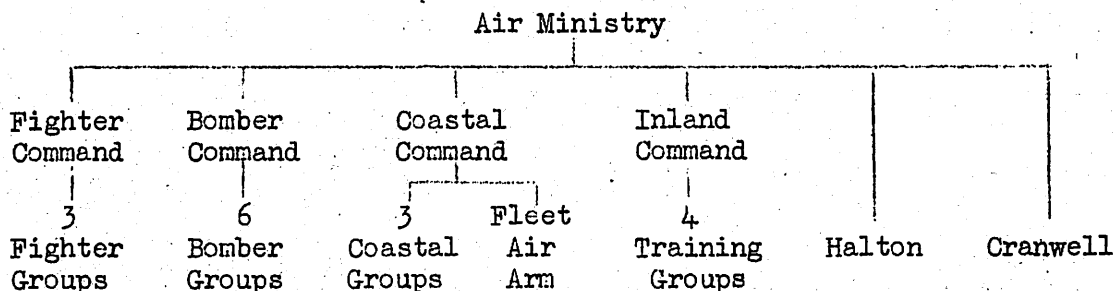 Air Ministry
Fighter Bomber Coastal Inland
Command Command Command Command
3 6 3 Fleet 4
Fighter Bomber Coastal Air Training Halton Cranwell
Groups Groups Groups Arm Groups